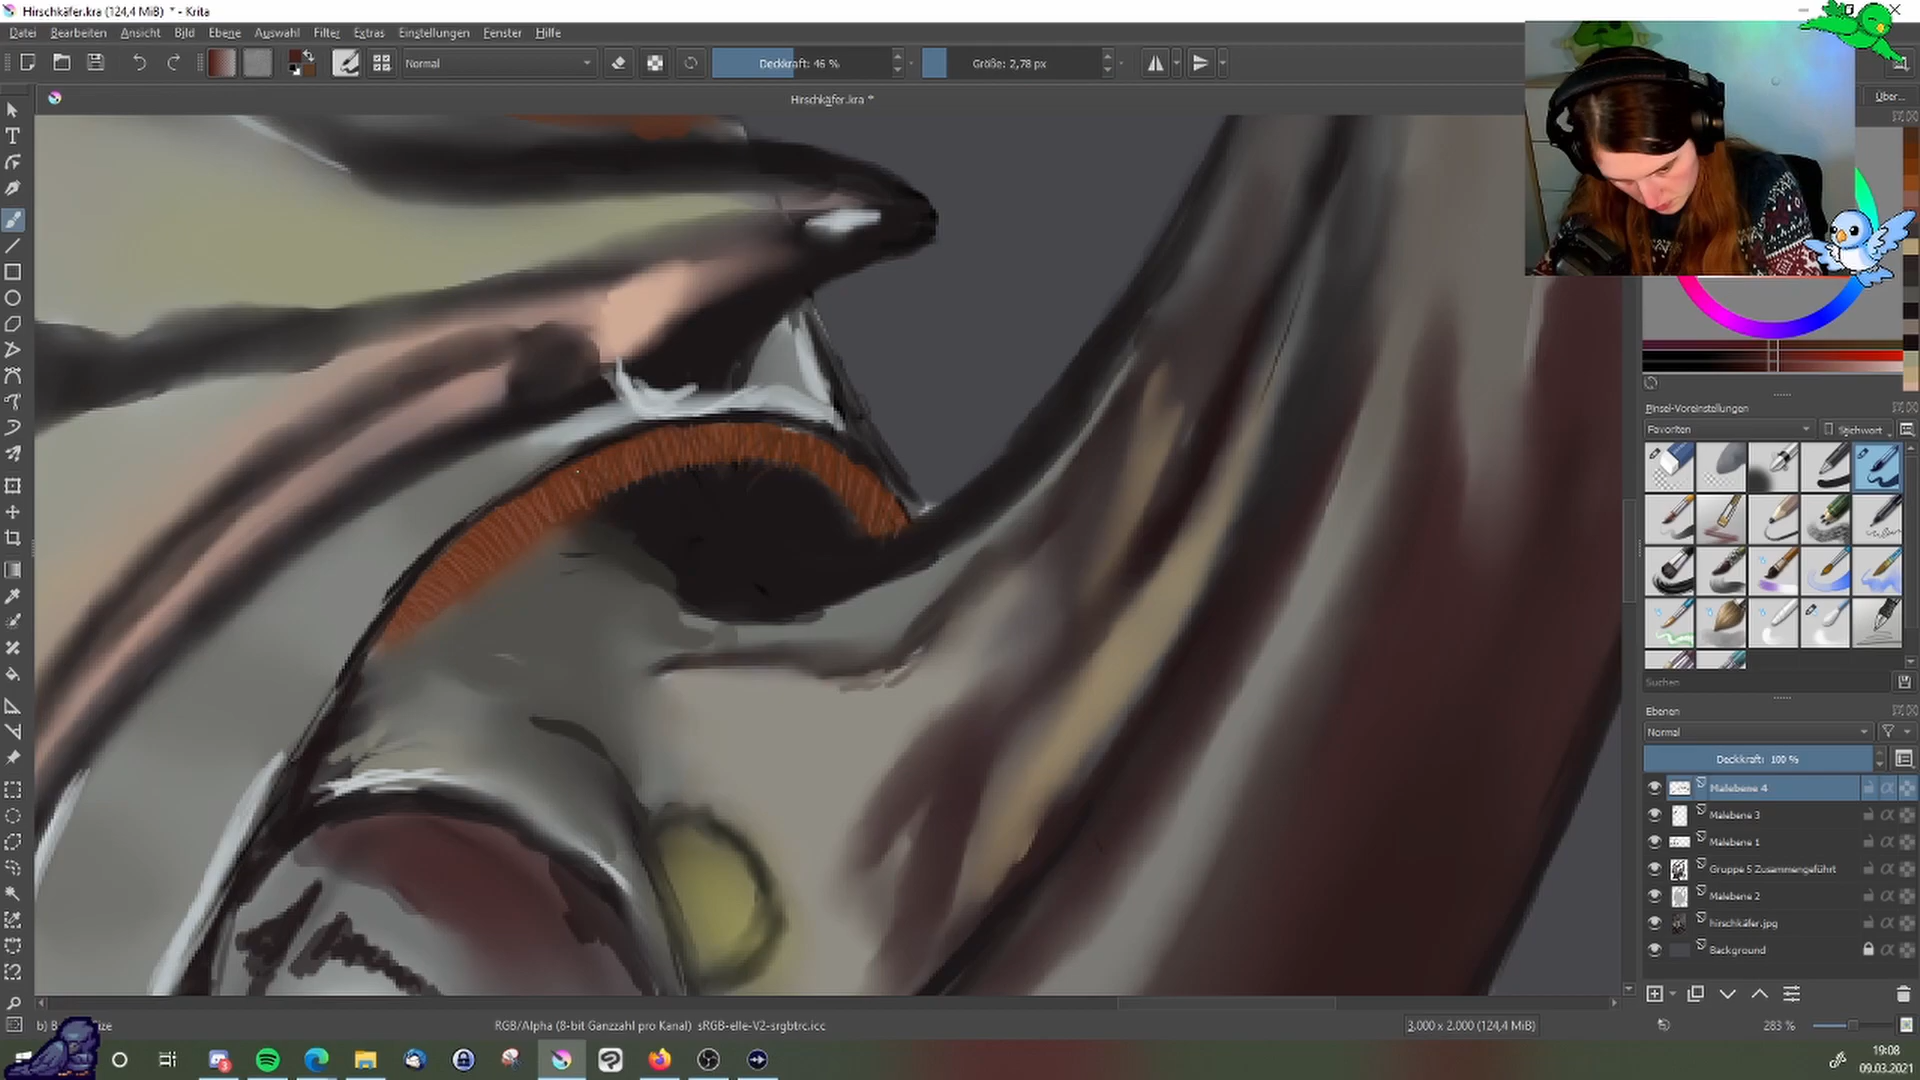 Hirschkäfer.kra (124,4 MiB) * - Krita
Datei Bearbeiten Ansicht Bild Ebene Auswahl Filter Extras Einstellungen Fenster Hilfe
Normal
Deckkraft: 46 %
Größe: 2,78 px
Hirschkäfer.kra *
Über...
Pinsel-Voreinstellungen
Favoriten
Stichwort
Suchen
Ebenen
Normal
Deckkraft: 100 %
Malebene 4
Malebene 3
Malebene 1
Gruppe 5 Zusammengeführt
Malebene 2
hirschkäfer.jpg
Background
RGB/Alpha (8-bit Ganzzahl pro Kanal) sRGB-elle-V2-srgbtrc.icc
3.000 x 2.000 (124,4 MiB)
283 %
19:08
09.03.2021